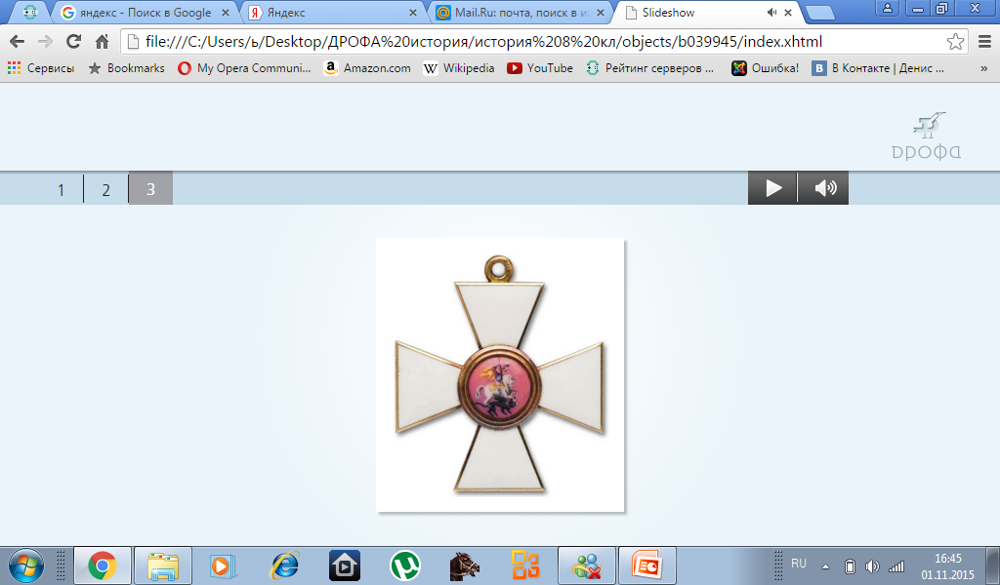 яндекс - Поиск в Google
Яндекс
Mail.Ru: почта, поиск в и
Slideshow
file:///C:/Users/ь/Desktop/ДРОФА%20история/история%208%20кл/objects/b039945/index.xhtml
Сервисы
Bookmarks
My Opera Communi...
Amazon.com
Wikipedia
YouTube
Рейтинг серверов ...
Ошибка!
В Контакте | Денис ...
»
ДРОФА
1 2 3
RU
16:45
01.11.2015